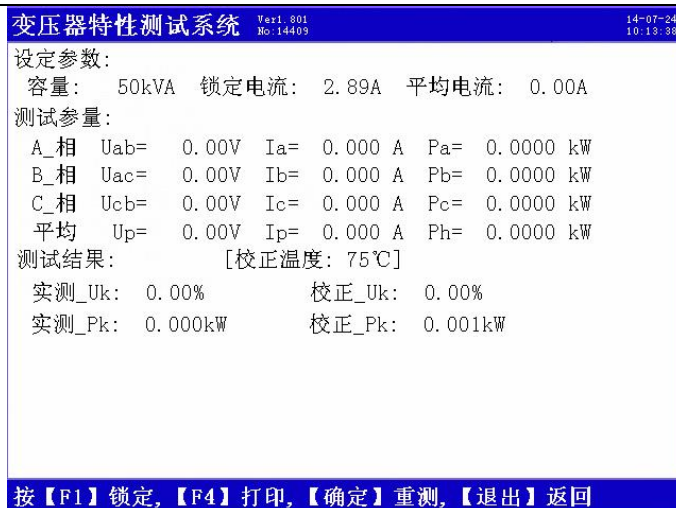 变压器特性测试系统 Ver1.801
No:14409
14-07-24
10:13:38
设定参数:
容量: 50kVA 锁定电流: 2.89A 平均电流: 0.00A
测试参量:
A_相 Uab= 0.00V Ia= 0.000 A Pa= 0.0000 kW
B_相 Uac= 0.00V Ib= 0.000 A Pb= 0.0000 kW
C_相 Ucb= 0.00V Ic= 0.000 A Pc= 0.0000 kW
平均 Up= 0.00V Ip= 0.000 A Ph= 0.0000 kW
测试结果: [校正温度: 75℃]
实测_Uk: 0.00% 校正_Uk: 0.00%
实测_Pk: 0.000kW 校正_Pk: 0.001kW
按【F1】锁定,【F4】打印,【确定】重测,【退出】返回